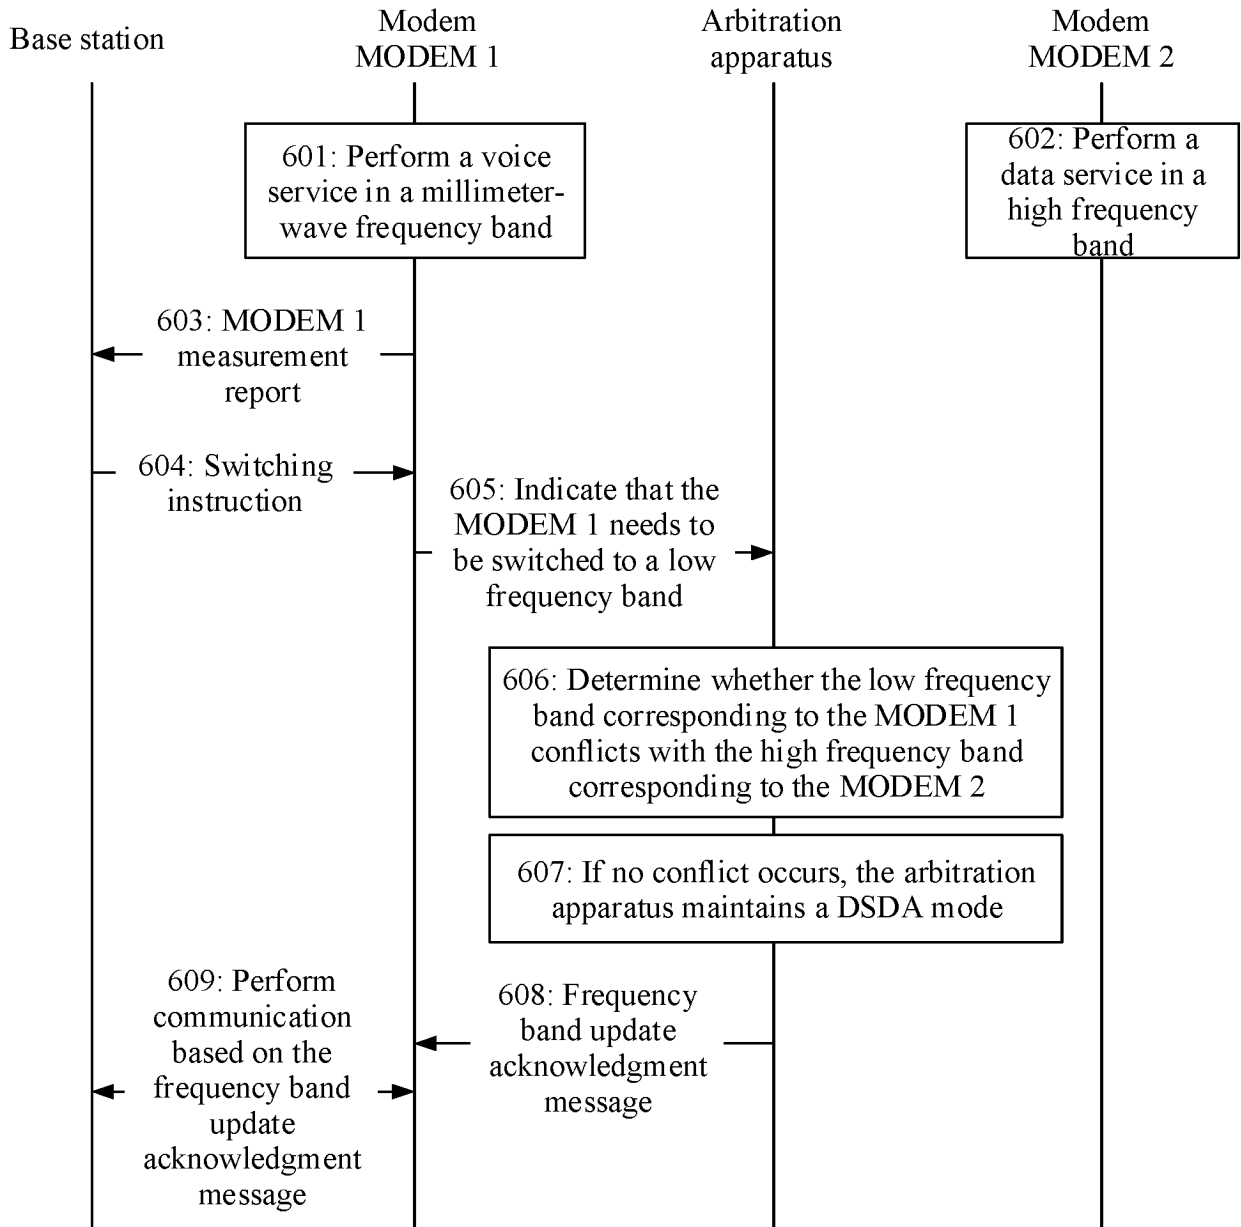 Base station
Modem
MODEM 1
Arbitration
apparatus
Modem
MODEM 2
601: Perform a voice
service in a millimeter-
wave frequency band
602: Perform a
data service in a
high frequency
band
603: MODEM 1
measurement
report
604: Switching
instruction
605: Indicate that the
MODEM 1 needs to
be switched to a low
frequency band
606: Determine whether the low frequency
band corresponding to the MODEM 1
conflicts with the high frequency band
corresponding to the MODEM 2
607: If no conflict occurs, the arbitration
apparatus maintains a DSDA mode
608: Frequency
band update
acknowledgment
message
609: Perform
communication
based on the
frequency band
update
acknowledgment
message